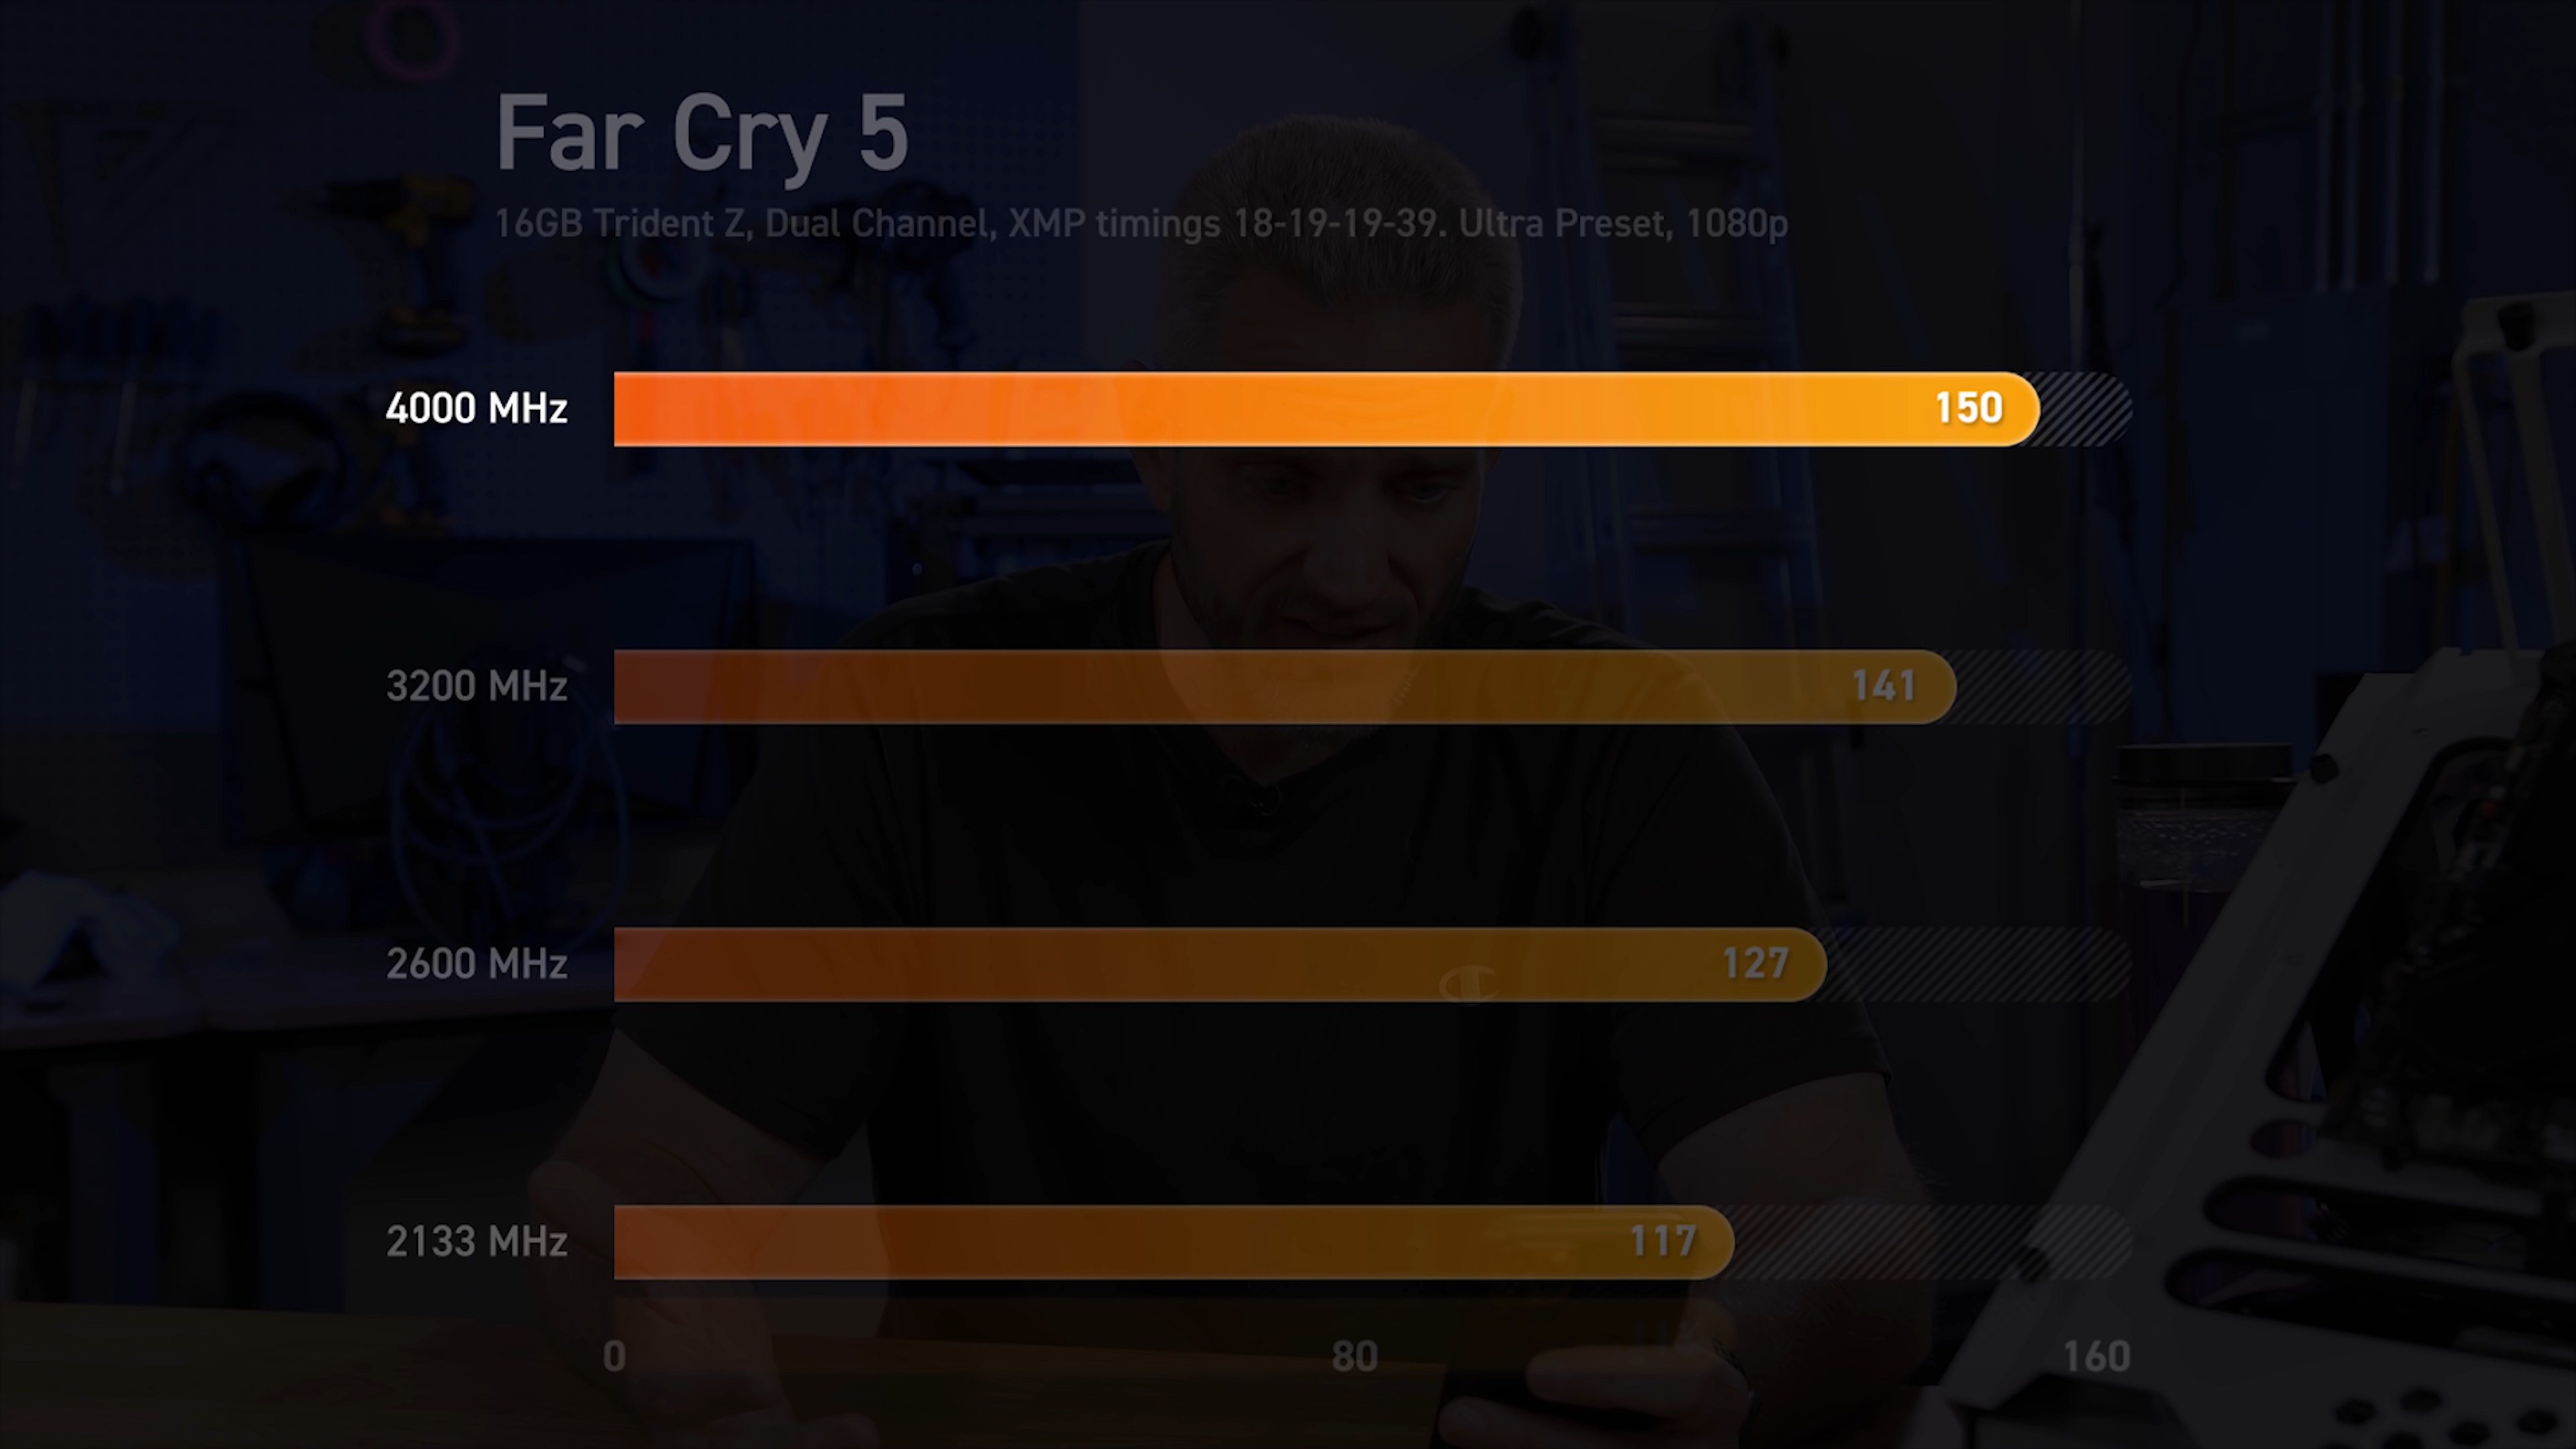 Far Cry 5
16GB Trident Z, Dual Channel, XMP timings 18-19-19-39. Ultra Preset, 1080p
4000 MHz
150
3200 MHz
141
2600 MHz
127
2133 MHz
117
0 80 160